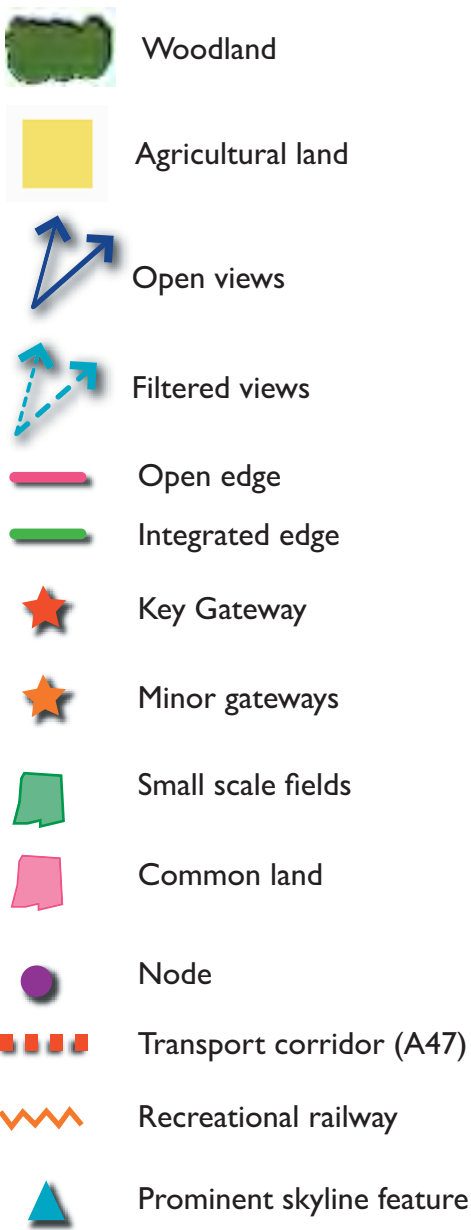 Woodland
Agricultural land
Open views
Filtered views
Open edge
Integrated edge
Key Gateway
Minor gateways
Small scale fields
Common land
Node
Transport corridor (A47)
Recreational railway
Prominent skyline feature